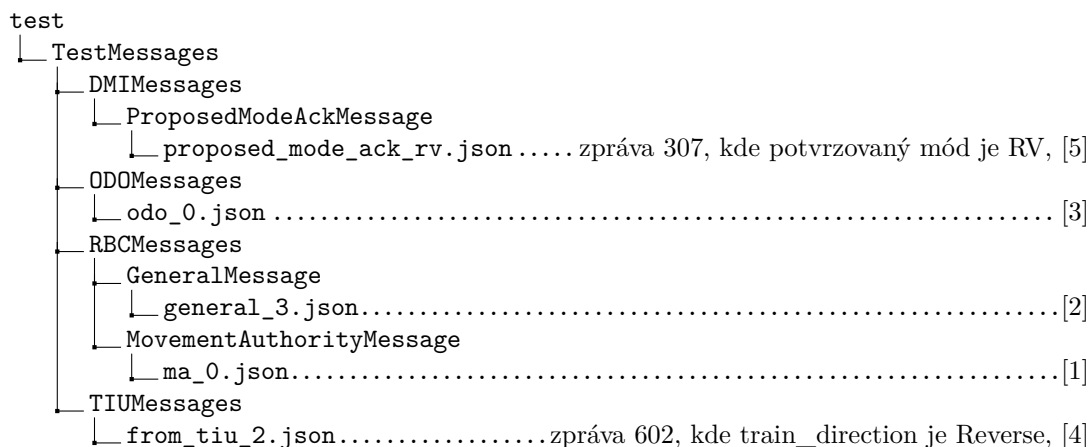 test
TestMessages
DMIMessages
ProposedModeAckMessage
proposed_mode_ack_rv.json ..... zpráva 307, kde potvrzovaný mód je RV, [5]
ODOMessages
odo_0.json ........................................................................ [3]
RBCMessages
GeneralMessage
general_3.json.................................................................[2]
MovementAuthorityMessage
ma_0.json.......................................................................[1]
TIUMessages
from_tiu_2.json...................zpráva 602, kde train_direction je Reverse, [4]